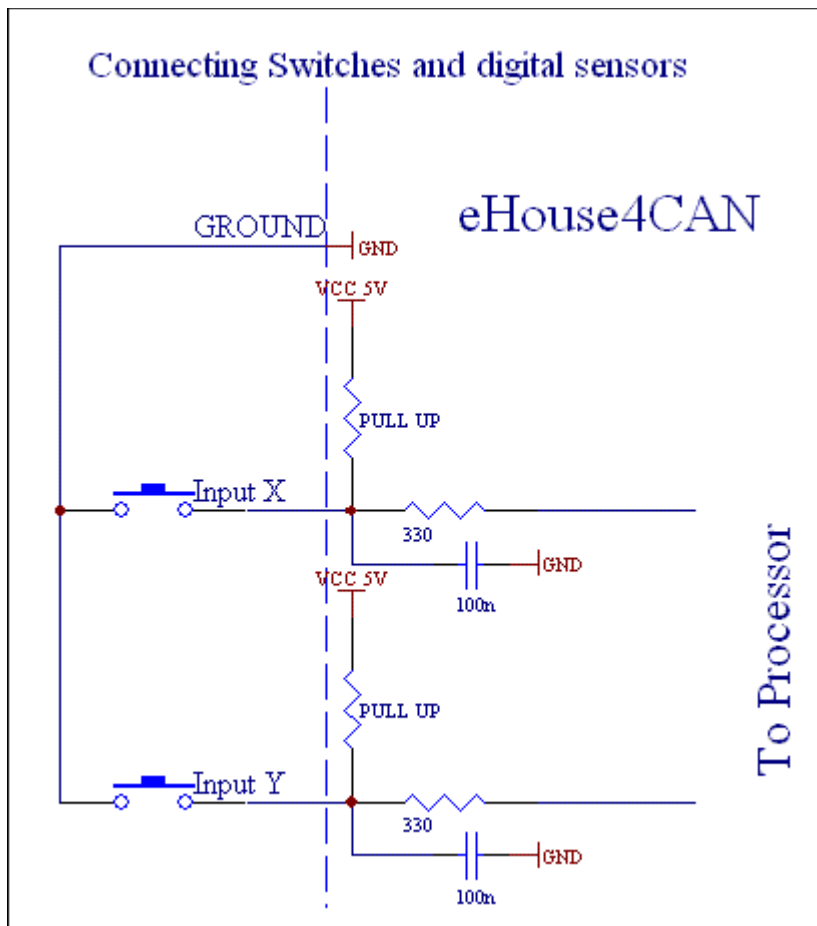 Connecting Switches and digital sensors
eHouse4CAN
GROUND
GND
VCC 5V
PULL UP
Input X
330
GND
100n
VCC 5V
PULL UP
To Processor
Input Y
330
GND
100n